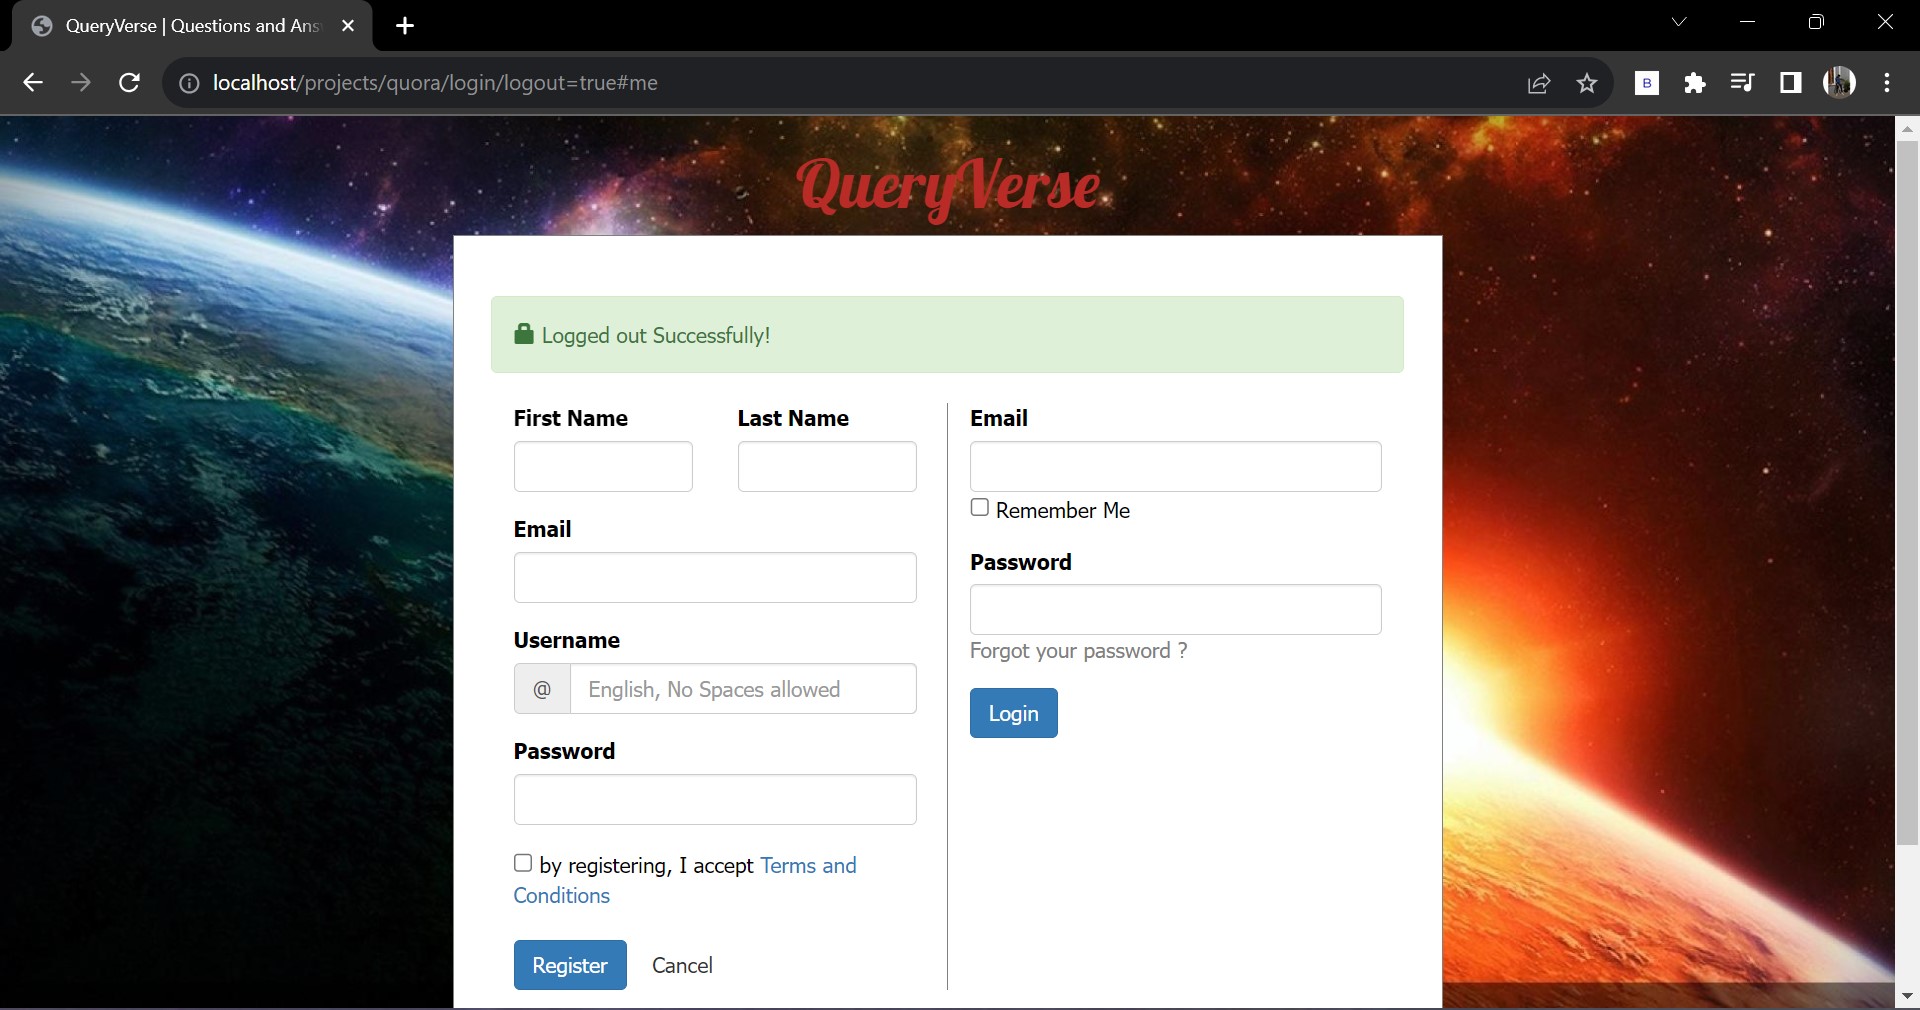 QueryVerse | Questions and Ans
localhost/projects/quora/login/logout=true#me
B
QueryVerse
Logged out Successfully!
First Name
Last Name
Email
Username
@ English, No Spaces allowed
Password
by registering, I accept Terms and
Conditions
Register
Cancel
Email
Remember Me
Password
Forgot your password ?
Login